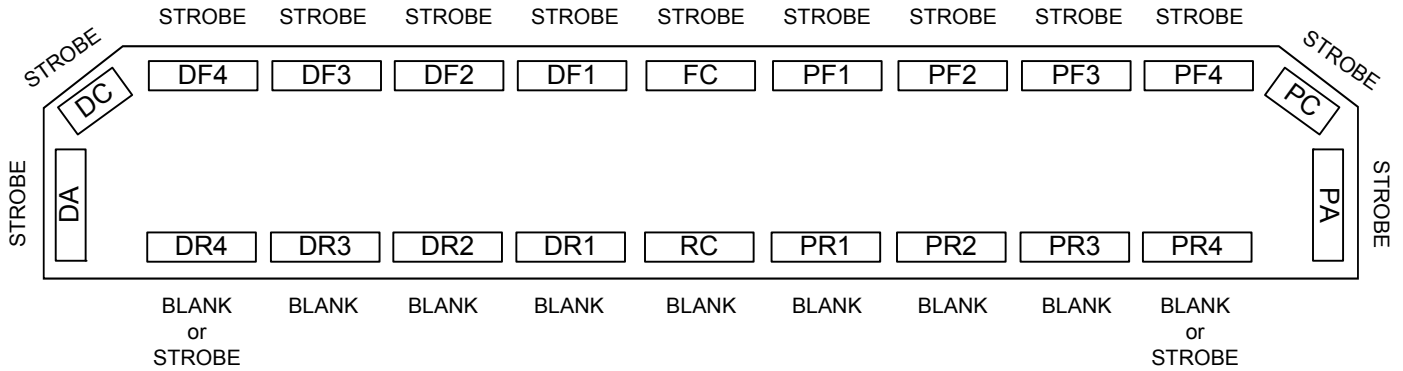 STROBE STROBE STROBE STROBE STROBE STROBE STROBE STROBE STROBE
STROBE STROBE
DF4 DF3 DF2 DF1 FC PF1 PF2 PF3 PF4
DC PC
STROBE DA PA STROBE
DR4 DR3 DR2 DR1 RC PR1 PR2 PR3 PR4
BLANK BLANK BLANK BLANK BLANK BLANK BLANK BLANK BLANK
or or
STROBE STROBE